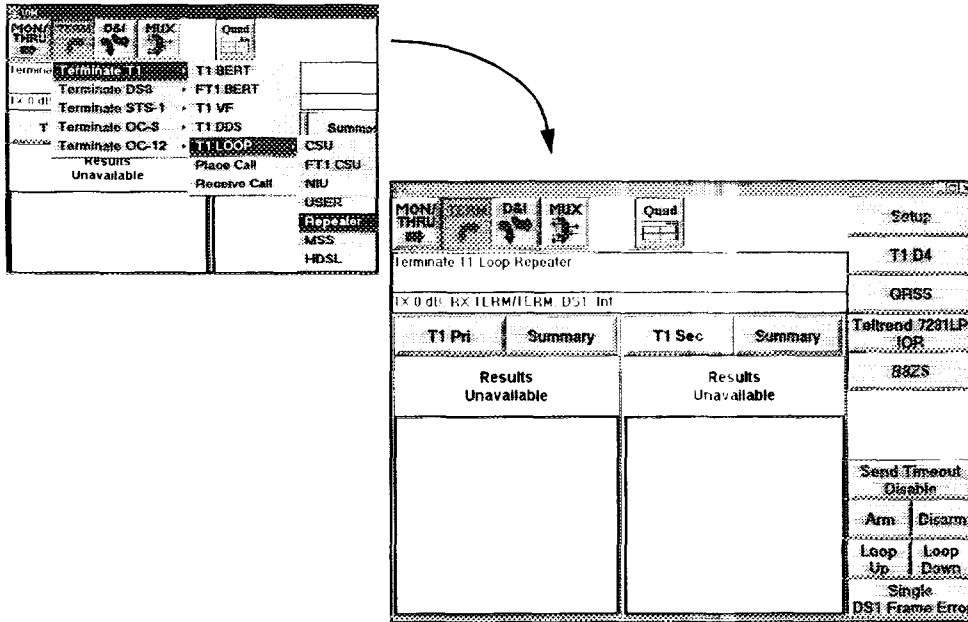 MON/
THRU
TERM
D&I
MUX
Quad
Terminate T1
Terminate DS3
Terminate STS-1
Terminate OC-3
Terminate OC-12
T1 BERT
FT1 BERT
T1 VF
T1 DDS
T1 LOOP
Place Call
Receive Call
CSU
FT1 CSU
NIU
USER
Repeater
MSS
HDSL
TX 0 dB
T
Results
Unavailable
MON/
THRU
TERM
D&I
MUX
Quad
Terminate T1 Loop Repeater
TX 0 dB, RX TERM/TERM, DS1 Int
T1 Pri
Summary
T1 Sec
Summary
Results
Unavailable
Results
Unavailable
Setup
T1 D4
QRSS
Teltrend 7231LP
IOR
B8ZS
Send Timeout
Disable
Arm
Disarm
Loop
Up
Loop
Down
Single
DS1 Frame Error